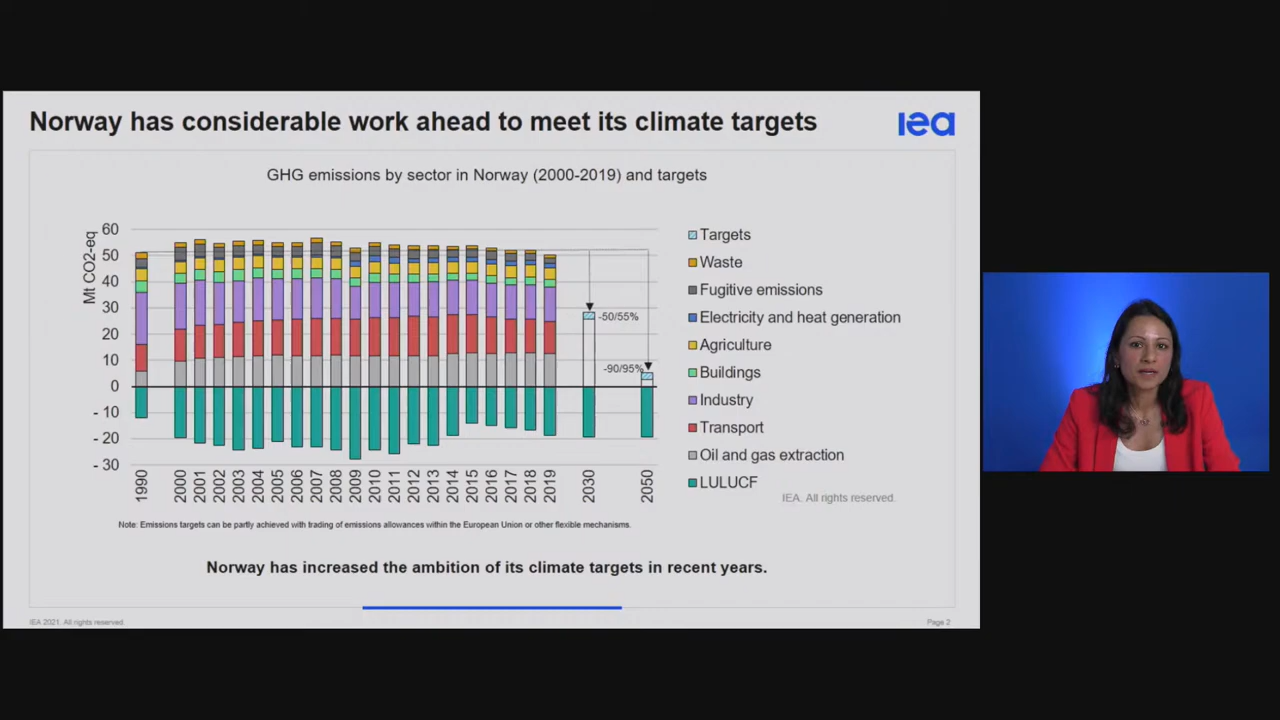 Norway has considerable work ahead to meet its climate targets
iea
GHG emissions by sector in Norway (2000-2019) and targets
Mt CO2-eq
60
50
40
30
20
10
0
- 10
- 20
- 30
-50/55%
-90/95%
1990
2000
2001
2002
2003
2004
2005
2006
2007
2008
2009
2010
2011
2012
2013
2014
2015
2016
2017
2018
2019
2030
2050
Targets
Waste
Fugitive emissions
Electricity and heat generation
Agriculture
Buildings
Industry
Transport
Oil and gas extraction
LULUCF
IEA. All rights reserved.
Note: Emissions targets can be partly achieved with trading of emissions allowances within the European Union or other flexible mechanisms.
Norway has increased the ambition of its climate targets in recent years.
IEA 2021. All rights reserved.
Page 2